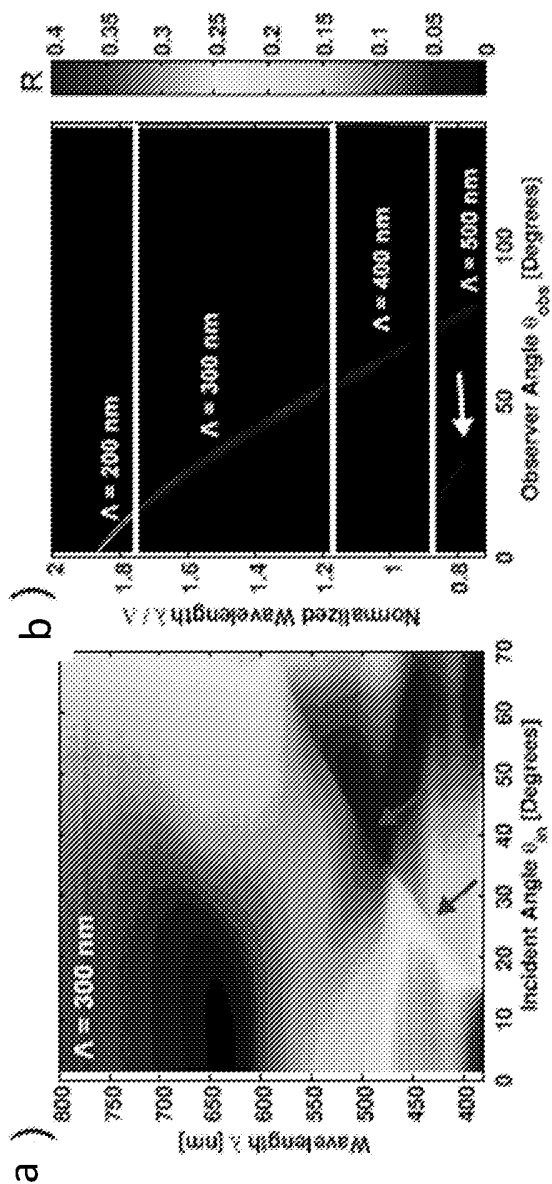 a )
Λ = 300 nm
800
750
700
650
600
550
500
450
400
Wavelength λ [nm]
0 10 20 30 40 50 60 70
Incident Angle θin [Degrees]
b )
Λ = 200 nm
Λ = 300 nm
Λ = 400 nm
Λ = 500 nm
2
1.8
1.6
1.4
1.2
1
0.8
Normalized Wavelength λ/Λ
0 50 100
Observer Angle θobs [Degrees]
R
0.4
0.35
0.3
0.25
0.2
0.15
0.1
0.05
0